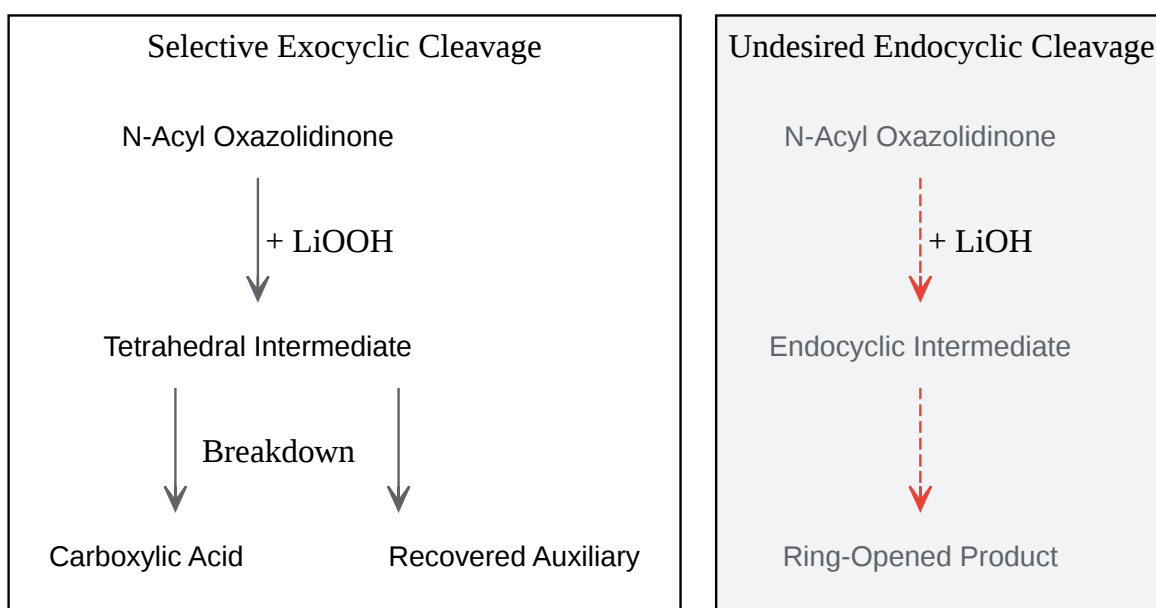 Selective Exocyclic Cleavage
N-Acyl Oxazolidinone
+ LiOOH
Tetrahedral Intermediate
Breakdown
Carboxylic Acid
Recovered Auxiliary
Undesired Endocyclic Cleavage
N-Acyl Oxazolidinone
+ LiOH
Endocyclic Intermediate
Ring-Opened Product